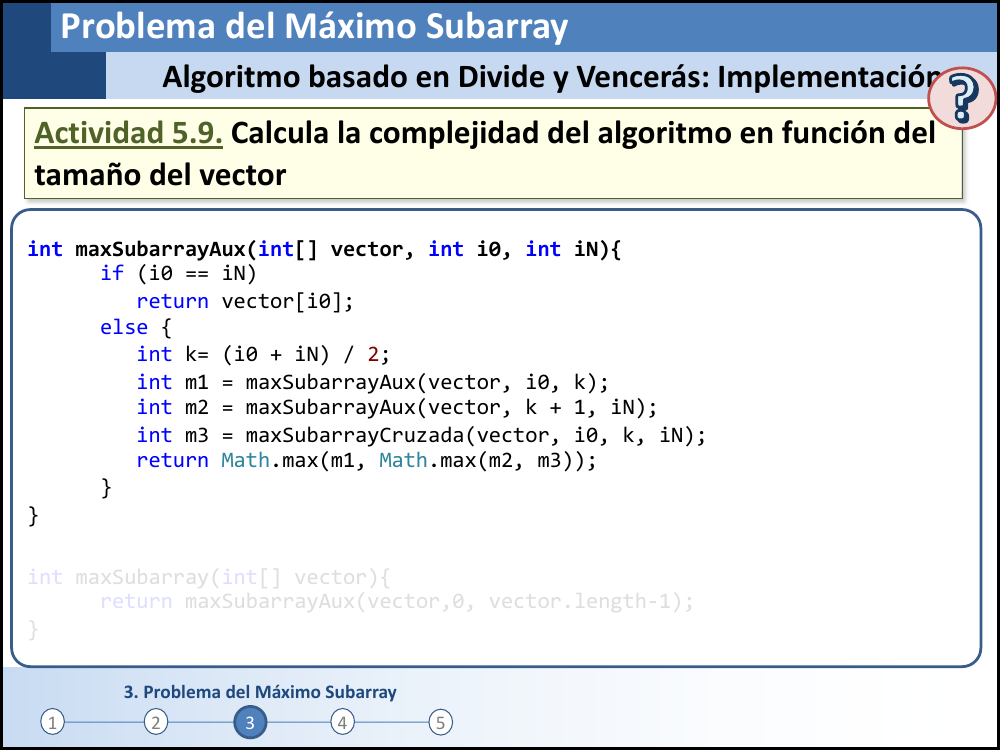 Problema del Máximo Subarray
Algoritmo basado en Divide y Vencerás: Implementación
?
Actividad 5.9. Calcula la complejidad del algoritmo en función del
tamaño del vector
int maxSubarrayAux(int[] vector, int i0, int iN){
if (i0 == iN)
return vector[i0];
else {
int k= (i0 + iN) / 2;
int m1 = maxSubarrayAux(vector, i0, k);
int m2 = maxSubarrayAux(vector, k + 1, iN);
int m3 = maxSubarrayCruzada(vector, i0, k, iN);
return Math.max(m1, Math.max(m2, m3));
}
}
int maxSubarray(int[] vector){
return maxSubarrayAux(vector,0, vector.length-1);
}
3. Problema del Máximo Subarray
1 2 3 4 5